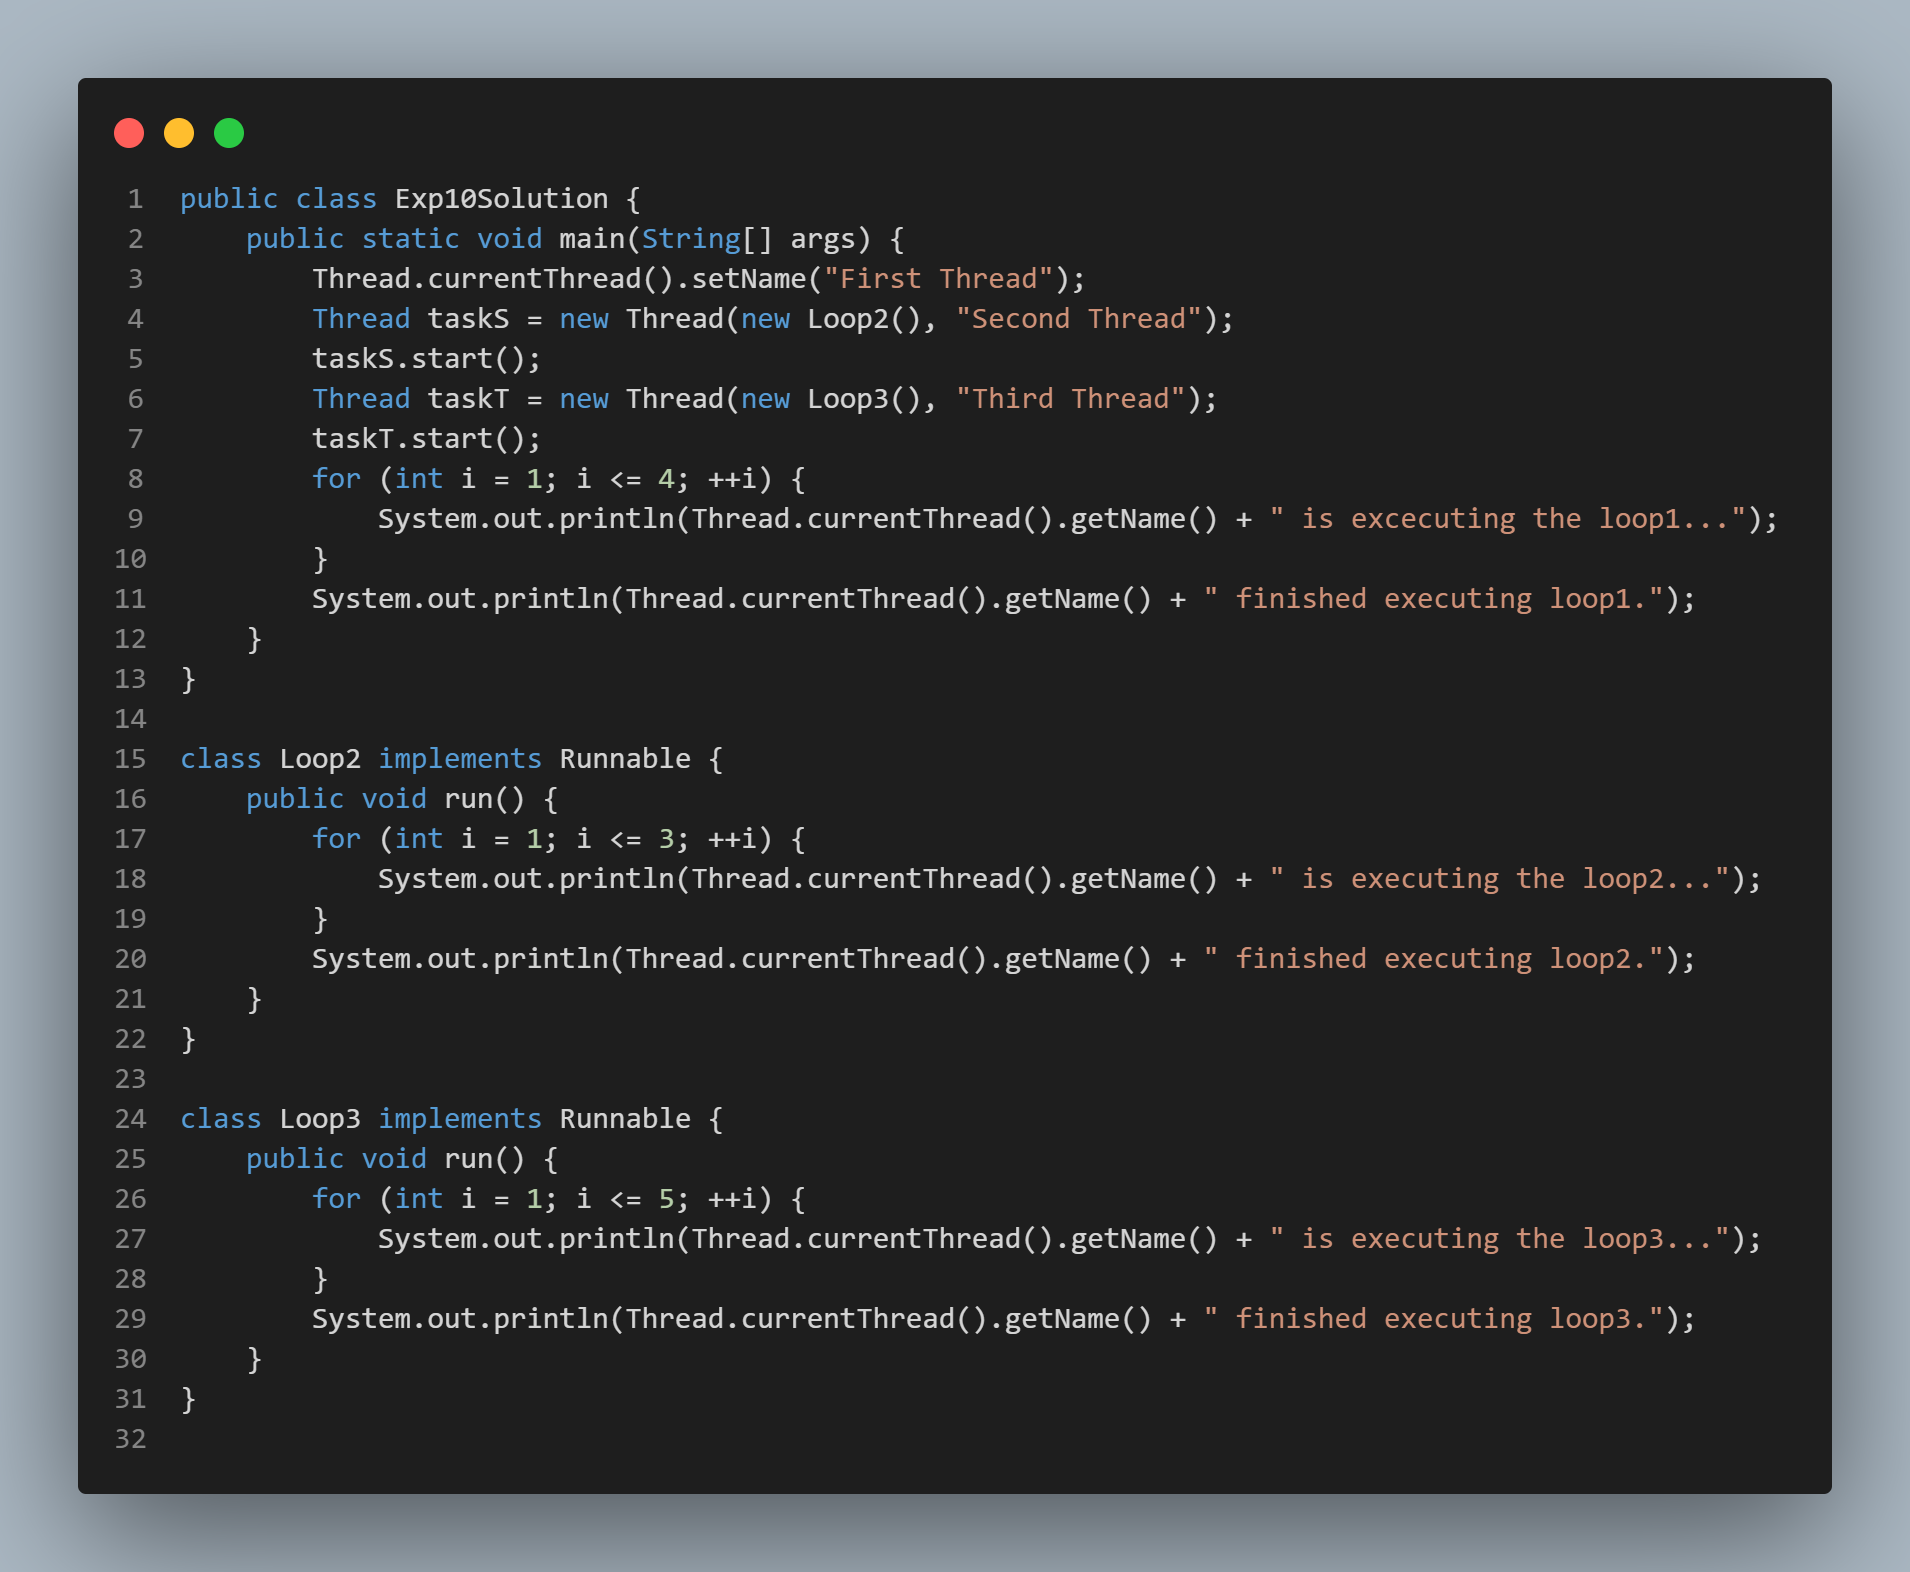 1 public class Exp10Solution {
2     public static void main(String[] args) {
3         Thread.currentThread().setName("First Thread");
4         Thread taskS = new Thread(new Loop2(), "Second Thread");
5         taskS.start();
6         Thread taskT = new Thread(new Loop3(), "Third Thread");
7         taskT.start();
8         for (int i = 1; i <= 4; ++i) {
9             System.out.println(Thread.currentThread().getName() + " is excecuting the loop1...");
10         }
11         System.out.println(Thread.currentThread().getName() + " finished executing loop1.");
12     }
13 }
14
15 class Loop2 implements Runnable {
16     public void run() {
17         for (int i = 1; i <= 3; ++i) {
18             System.out.println(Thread.currentThread().getName() + " is executing the loop2...");
19         }
20         System.out.println(Thread.currentThread().getName() + " finished executing loop2.");
21     }
22 }
23
24 class Loop3 implements Runnable {
25     public void run() {
26         for (int i = 1; i <= 5; ++i) {
27             System.out.println(Thread.currentThread().getName() + " is executing the loop3...");
28         }
29         System.out.println(Thread.currentThread().getName() + " finished executing loop3.");
30     }
31 }
32